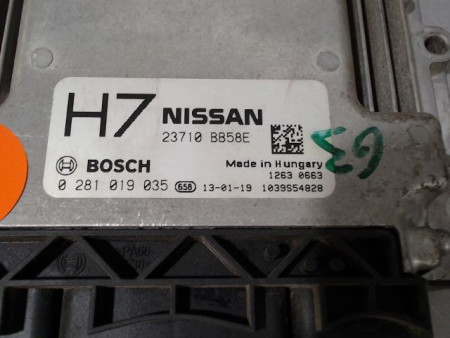 H7 NISSAN
23710 BB58E
BOSCH
Made in Hungary
1263 0663
0 281 019 035 658 13-01-19 1039S54828
63
>PA66-